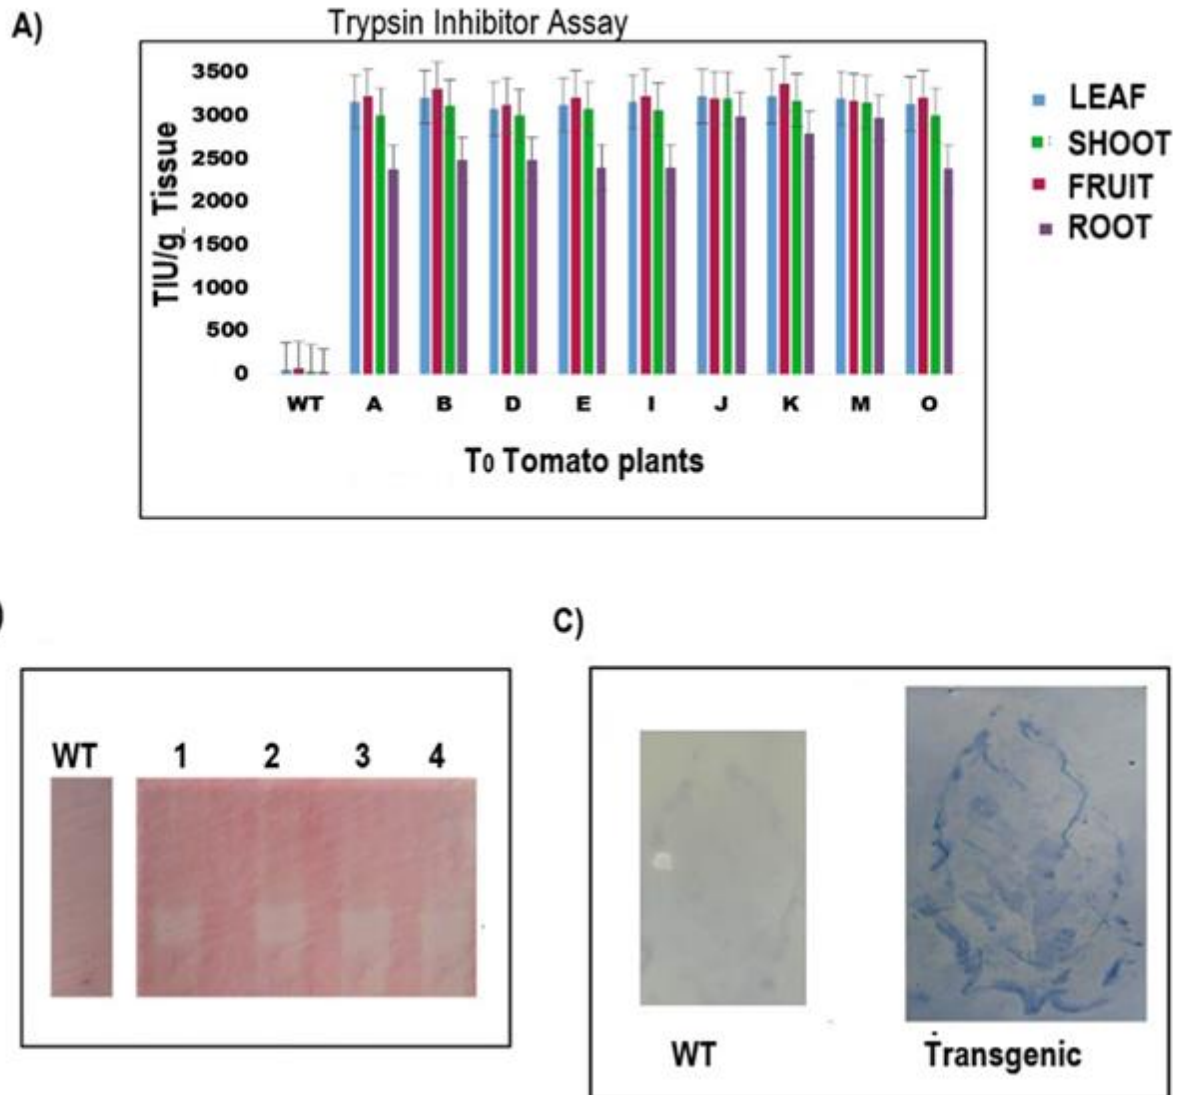 A)
Trypsin Inhibitor Assay
TIU/g_ Tissue
3500
3000
2500
2000
1500
1000
500
0
WT A B D E I J K M O
T0 Tomato plants
LEAF
SHOOT
FRUIT
ROOT
)
WT 1 2 3 4
C)
WT
Transgenic